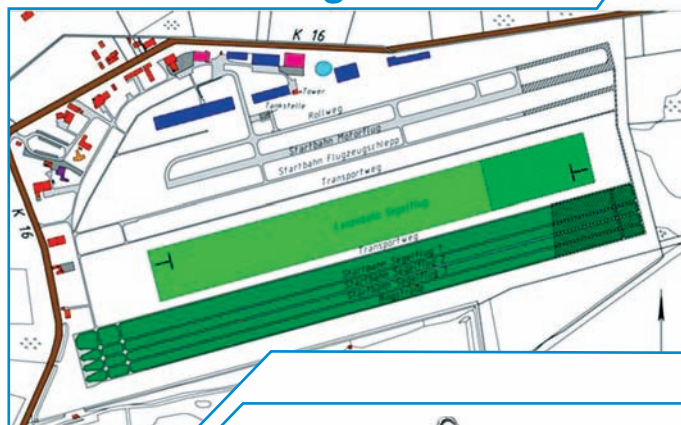 K 16
Tower
Tankstelle
Rollweg
Startbahn Motorflug
Startbahn Flugzeugschlepp
Transportweg
Landebahn Segelflug
K 16
Transportweg
Startbahn Segelflug 1
Startbahn Segelflug 2
Startbahn Segelflug 3